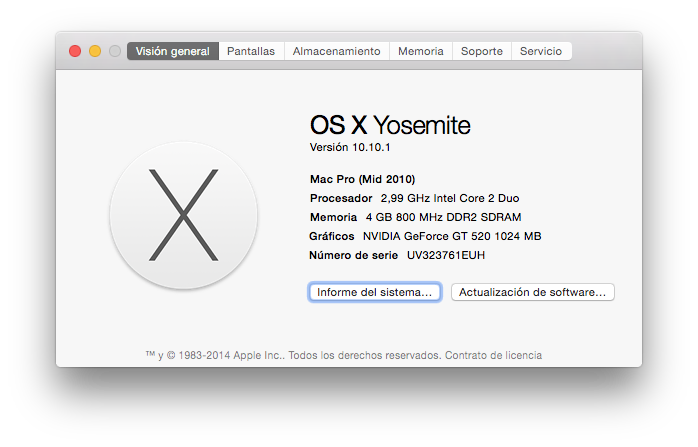 Visión general Pantallas Almacenamiento Memoria Soporte Servicio
OS X Yosemite
Versión 10.10.1
Mac Pro (Mid 2010)
Procesador 2,99 GHz Intel Core 2 Duo
Memoria 4 GB 800 MHz DDR2 SDRAM
Gráficos NVIDIA GeForce GT 520 1024 MB
Número de serie UV323761EUH
Informe del sistema... Actualización de software...
™ y © 1983-2014 Apple Inc.. Todos los derechos reservados. Contrato de licencia